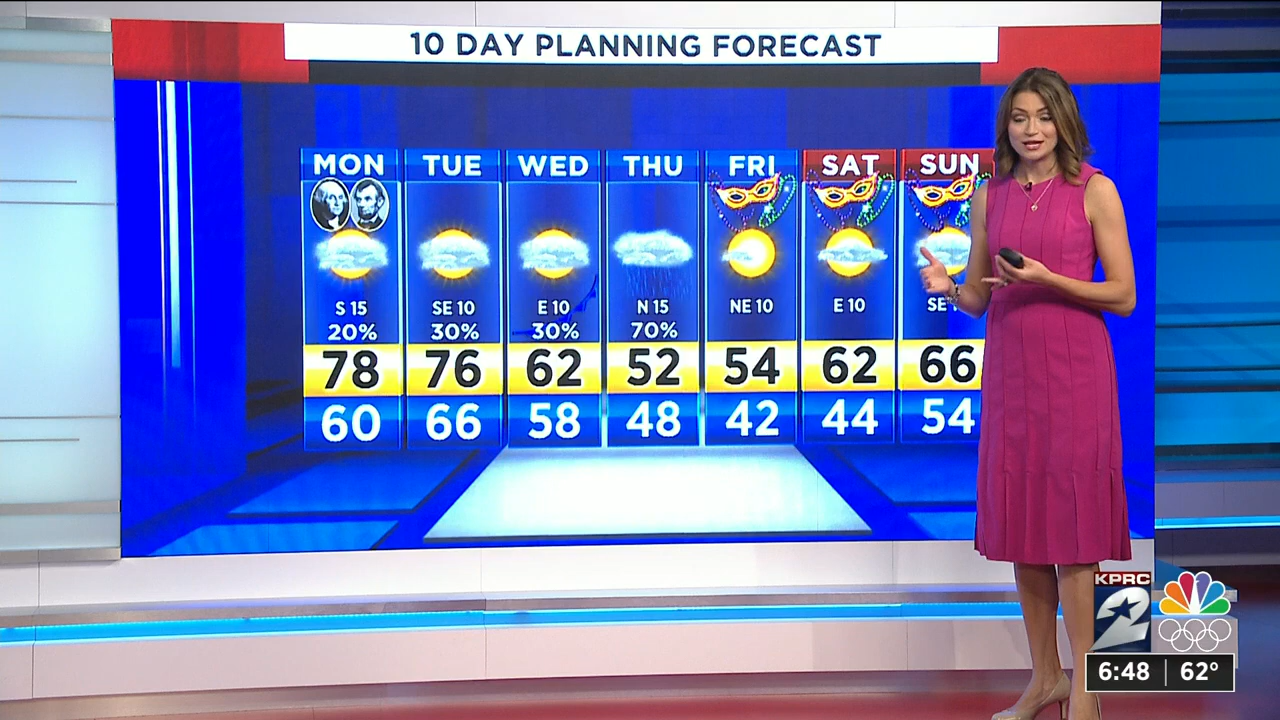 10 DAY PLANNING FORECAST
MON TUE WED THU FRI SAT SUN
S 15 SE 10 E 10 N 15 NE 10 E 10 SE
20% 30% 30% 70%
78 76 62 52 54 62 66
60 66 58 48 42 44 54
KPRC
2
6:48 62°